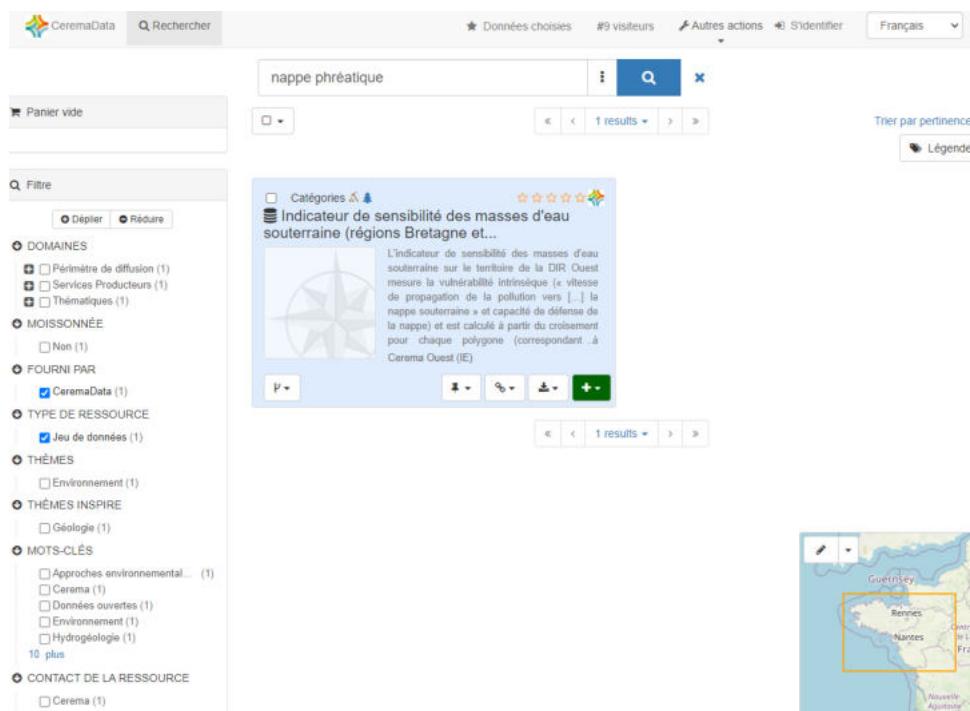 CeremaData
Rechercher
Données choisies
#9 visiteurs
Autres actions
S'identifier
Français
nappe phréatique
Panier vide
1 results
Trier par pertinence
Légende
Filtre
Déplier
Réduire
DOMAINES
Périmètre de diffusion (1)
Services Producteurs (1)
Thématiques (1)
MOISSONNÉE
Non (1)
FOURNI PAR
CeremaData (1)
TYPE DE RESSOURCE
Jeu de données (1)
THÈMES
Environnement (1)
THÈMES INSPIRE
Géologie (1)
MOTS-CLÉS
Approches environnemental... (1)
Cerema (1)
Données ouvertes (1)
Environnement (1)
Hydrogéologie (1)
10 plus
CONTACT DE LA RESSOURCE
Cerema (1)
Catégories
Indicateur de sensibilité des masses d'eau
souterraine (régions Bretagne et...
L'indicateur de sensibilité des masses d'eau
souterraine sur le territoire de la DIR Ouest
mesure la vulnérabilité intrinsèque (« vitesse
de propagation de la pollution vers [...] la
nappe souterraine » et capacité de défense de
la nappe) et est calculé à partir du croisement
pour chaque polygone (correspondant ..à
Cerema Ouest (IE)
1 results
Guernsey
Rennes
Nantes
Fra
Nouvelle
Aquitaine